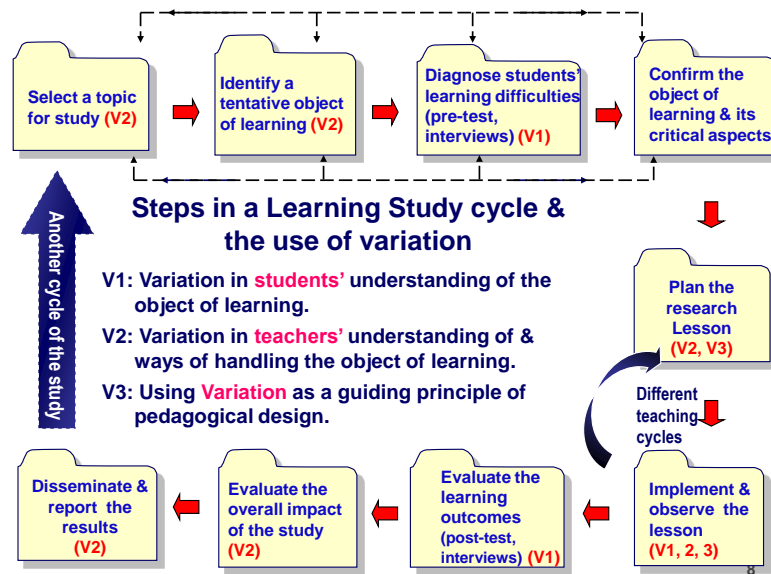 Select a topic
for study (V2)
Identify a
tentative object
of learning (V2)
Diagnose students'
learning difficulties
(pre-test,
interviews) (V1)
Confirm the
object of
learning & its
critical aspects
Steps in a Learning Study cycle &
the use of variation
V1: Variation in students' understanding of the
object of learning.
V2: Variation in teachers' understanding of &
ways of handling the object of learning.
V3: Using Variation as a guiding principle of
pedagogical design.
Another cycle of the study
Plan the
research
Lesson
(V2, V3)
Different
teaching
cycles
Implement &
observe the
lesson
(V1, 2, 3)
Evaluate the
learning
outcomes
(post-test,
interviews) (V1)
Evaluate the
overall impact
of the study
(V2)
Disseminate &
report the
results
(V2)
8